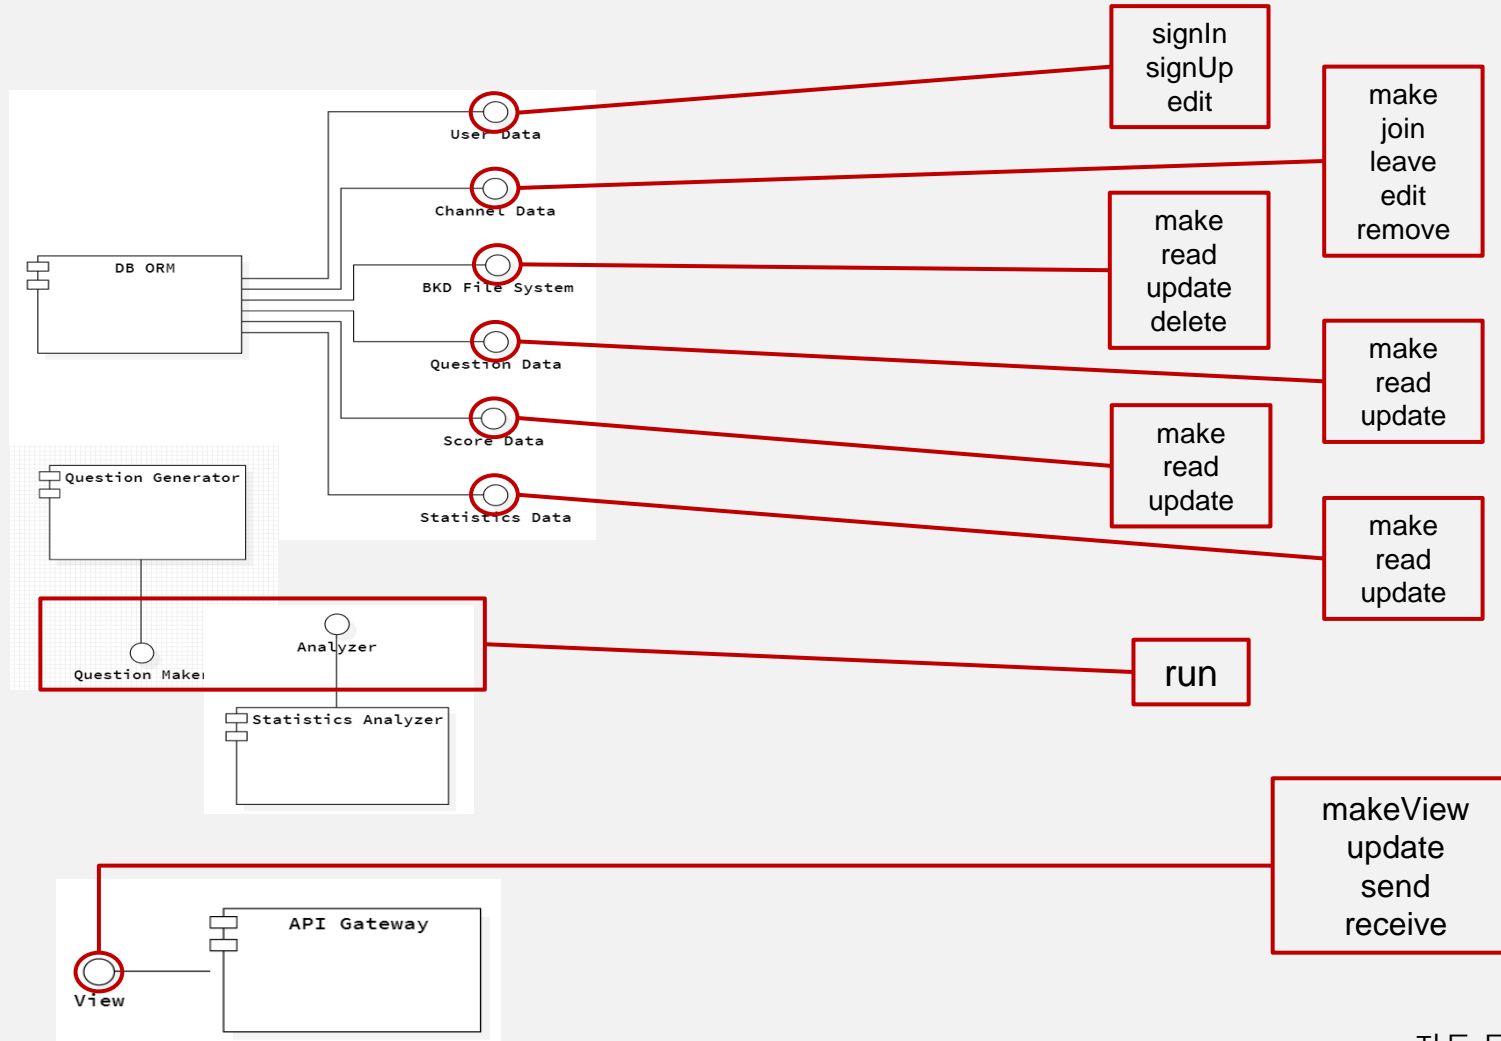 signIn
signUp
edit
make
join
leave
edit
remove
User Data
Channel Data
make
read
update
delete
DB ORM
BKD File System
Question Data
make
read
update
Score Data
make
read
update
Question Generator
Statistics Data
make
read
update
Analyzer
Question Maker
run
Statistics Analyzer
makeView
update
send
receive
API Gateway
View